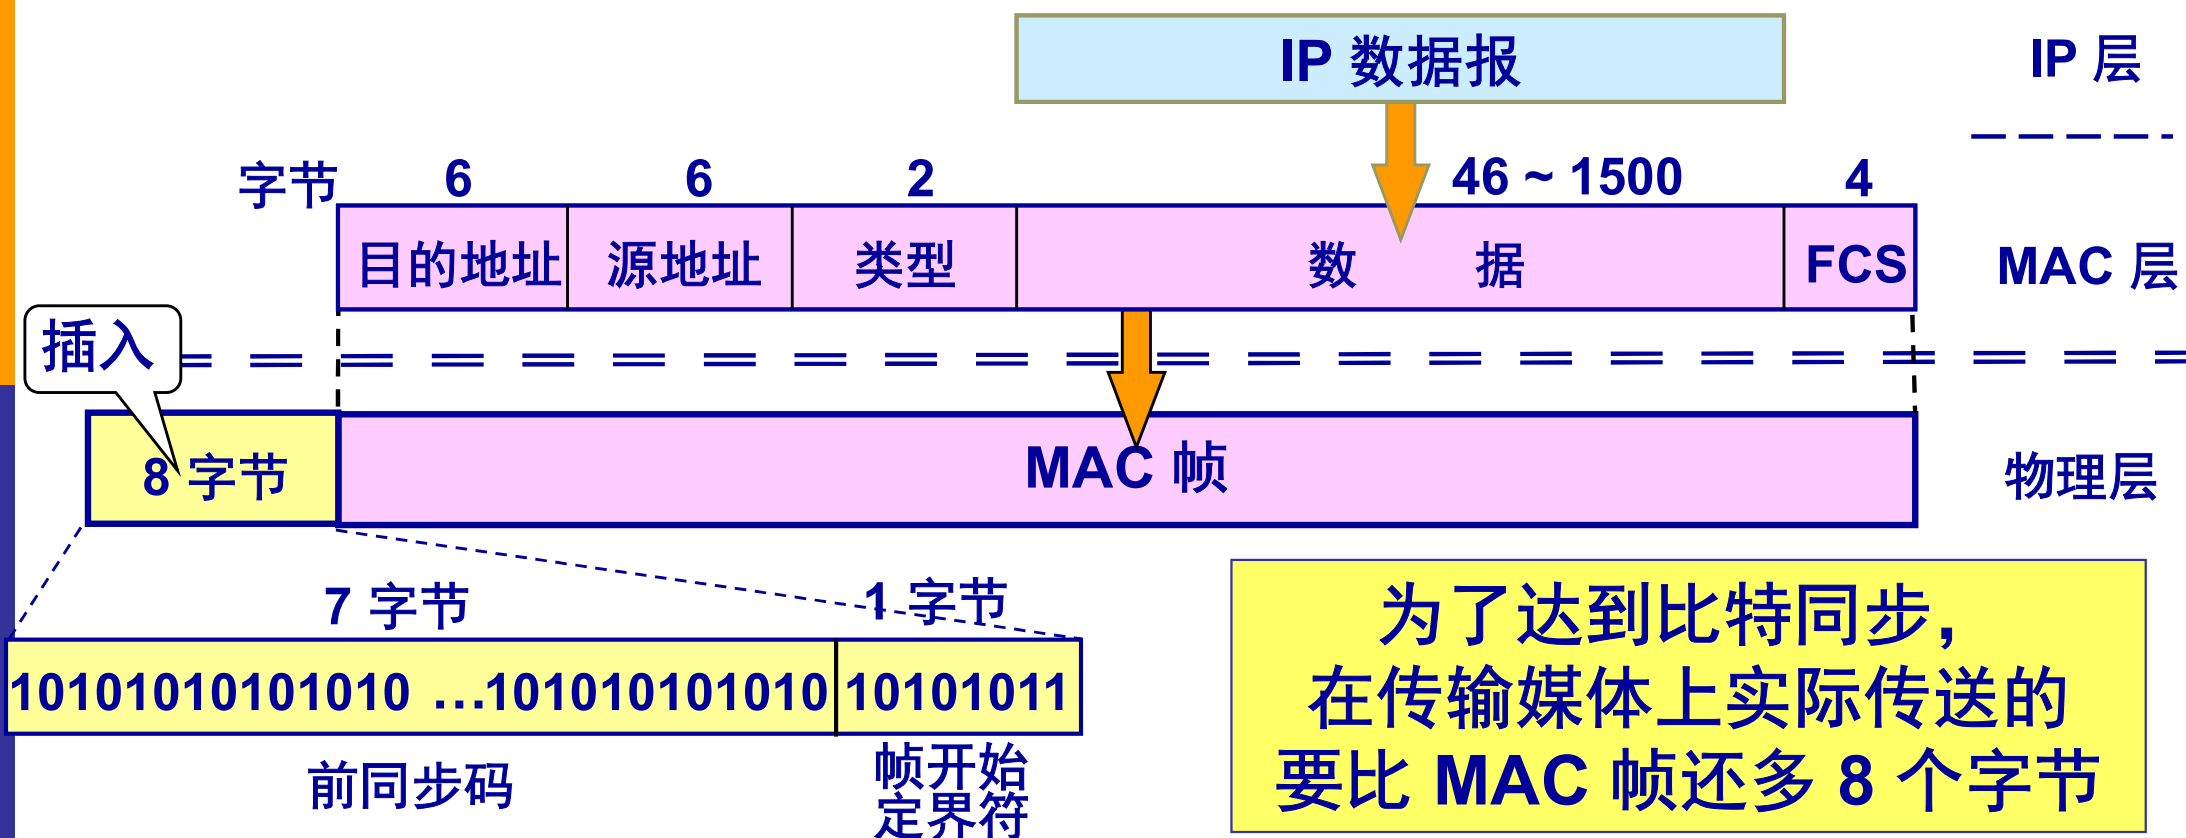 IP 数据报
IP 层
字节 6 6 2 46 ~ 1500 4
目的地址 源地址 类型 数 据 FCS
MAC 层
插入
8 字节
MAC 帧
物理层
7 字节 1 字节
10101010101010 ...101010101010 10101011
前同步码
帧开始
定界符
为了达到比特同步，
在传输媒体上实际传送的
要比 MAC 帧还多 8 个字节